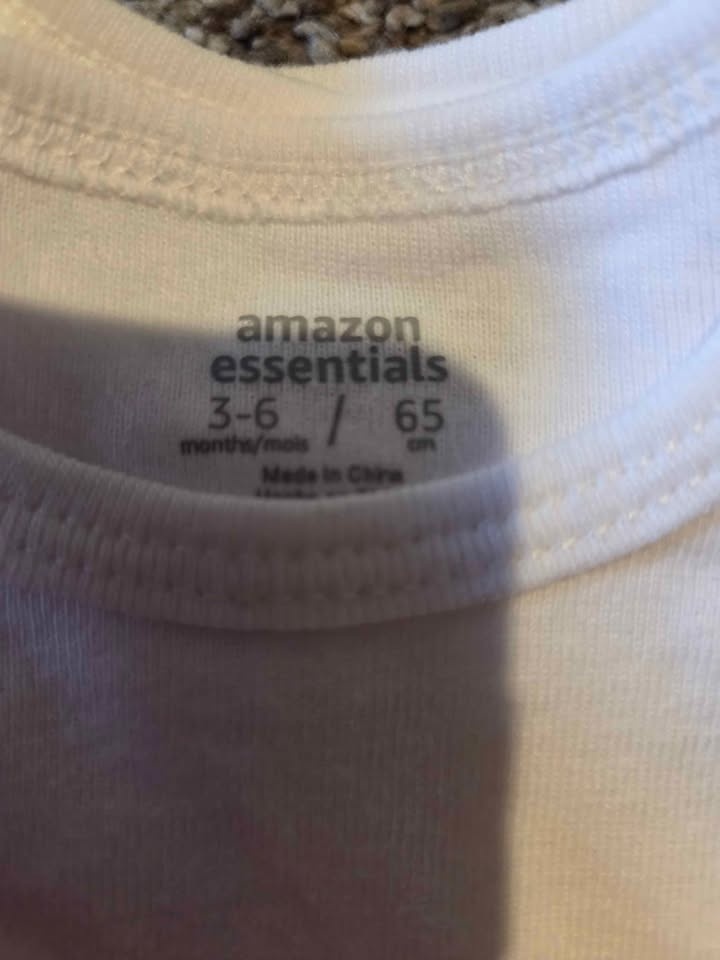 amazon
essentials
3-6 / 65
months/mois cm
Made in China